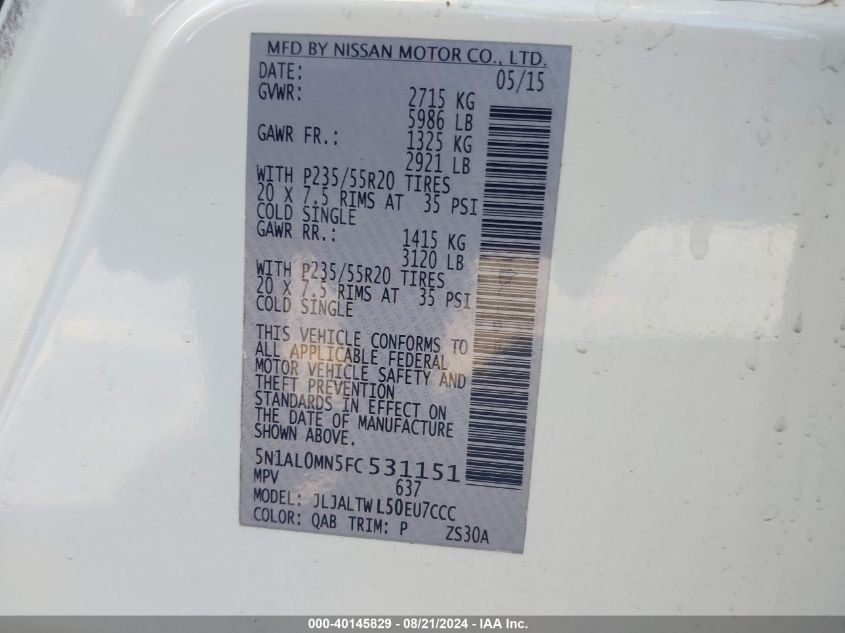 MFD BY NISSAN MOTOR CO., LTD.
DATE: 05/15
GVWR: 2715 KG
5986 LB
GAWR FR.: 1325 KG
2921 LB
WITH P235/55R20 TIRES
20 X 7.5 RIMS AT 35 PSI
COLD SINGLE
GAWR RR.: 1415 KG
3120 LB
WITH P235/55R20 TIRES
20 X 7.5 RIMS AT 35 PSI
COLD SINGLE
THIS VEHICLE CONFORMS TO
ALL APPLICABLE FEDERAL
MOTOR VEHICLE SAFETY AND
THEFT PREVENTION
STANDARDS IN EFFECT ON
THE DATE OF MANUFACTURE
SHOWN ABOVE.
5N1AL0MN5FC531151
MPV 637
MODEL: JLJALTWL50EU7CCC
COLOR: QAB TRIM: P ZS30A
000-40145829 - 08/21/2024 - IAA Inc.